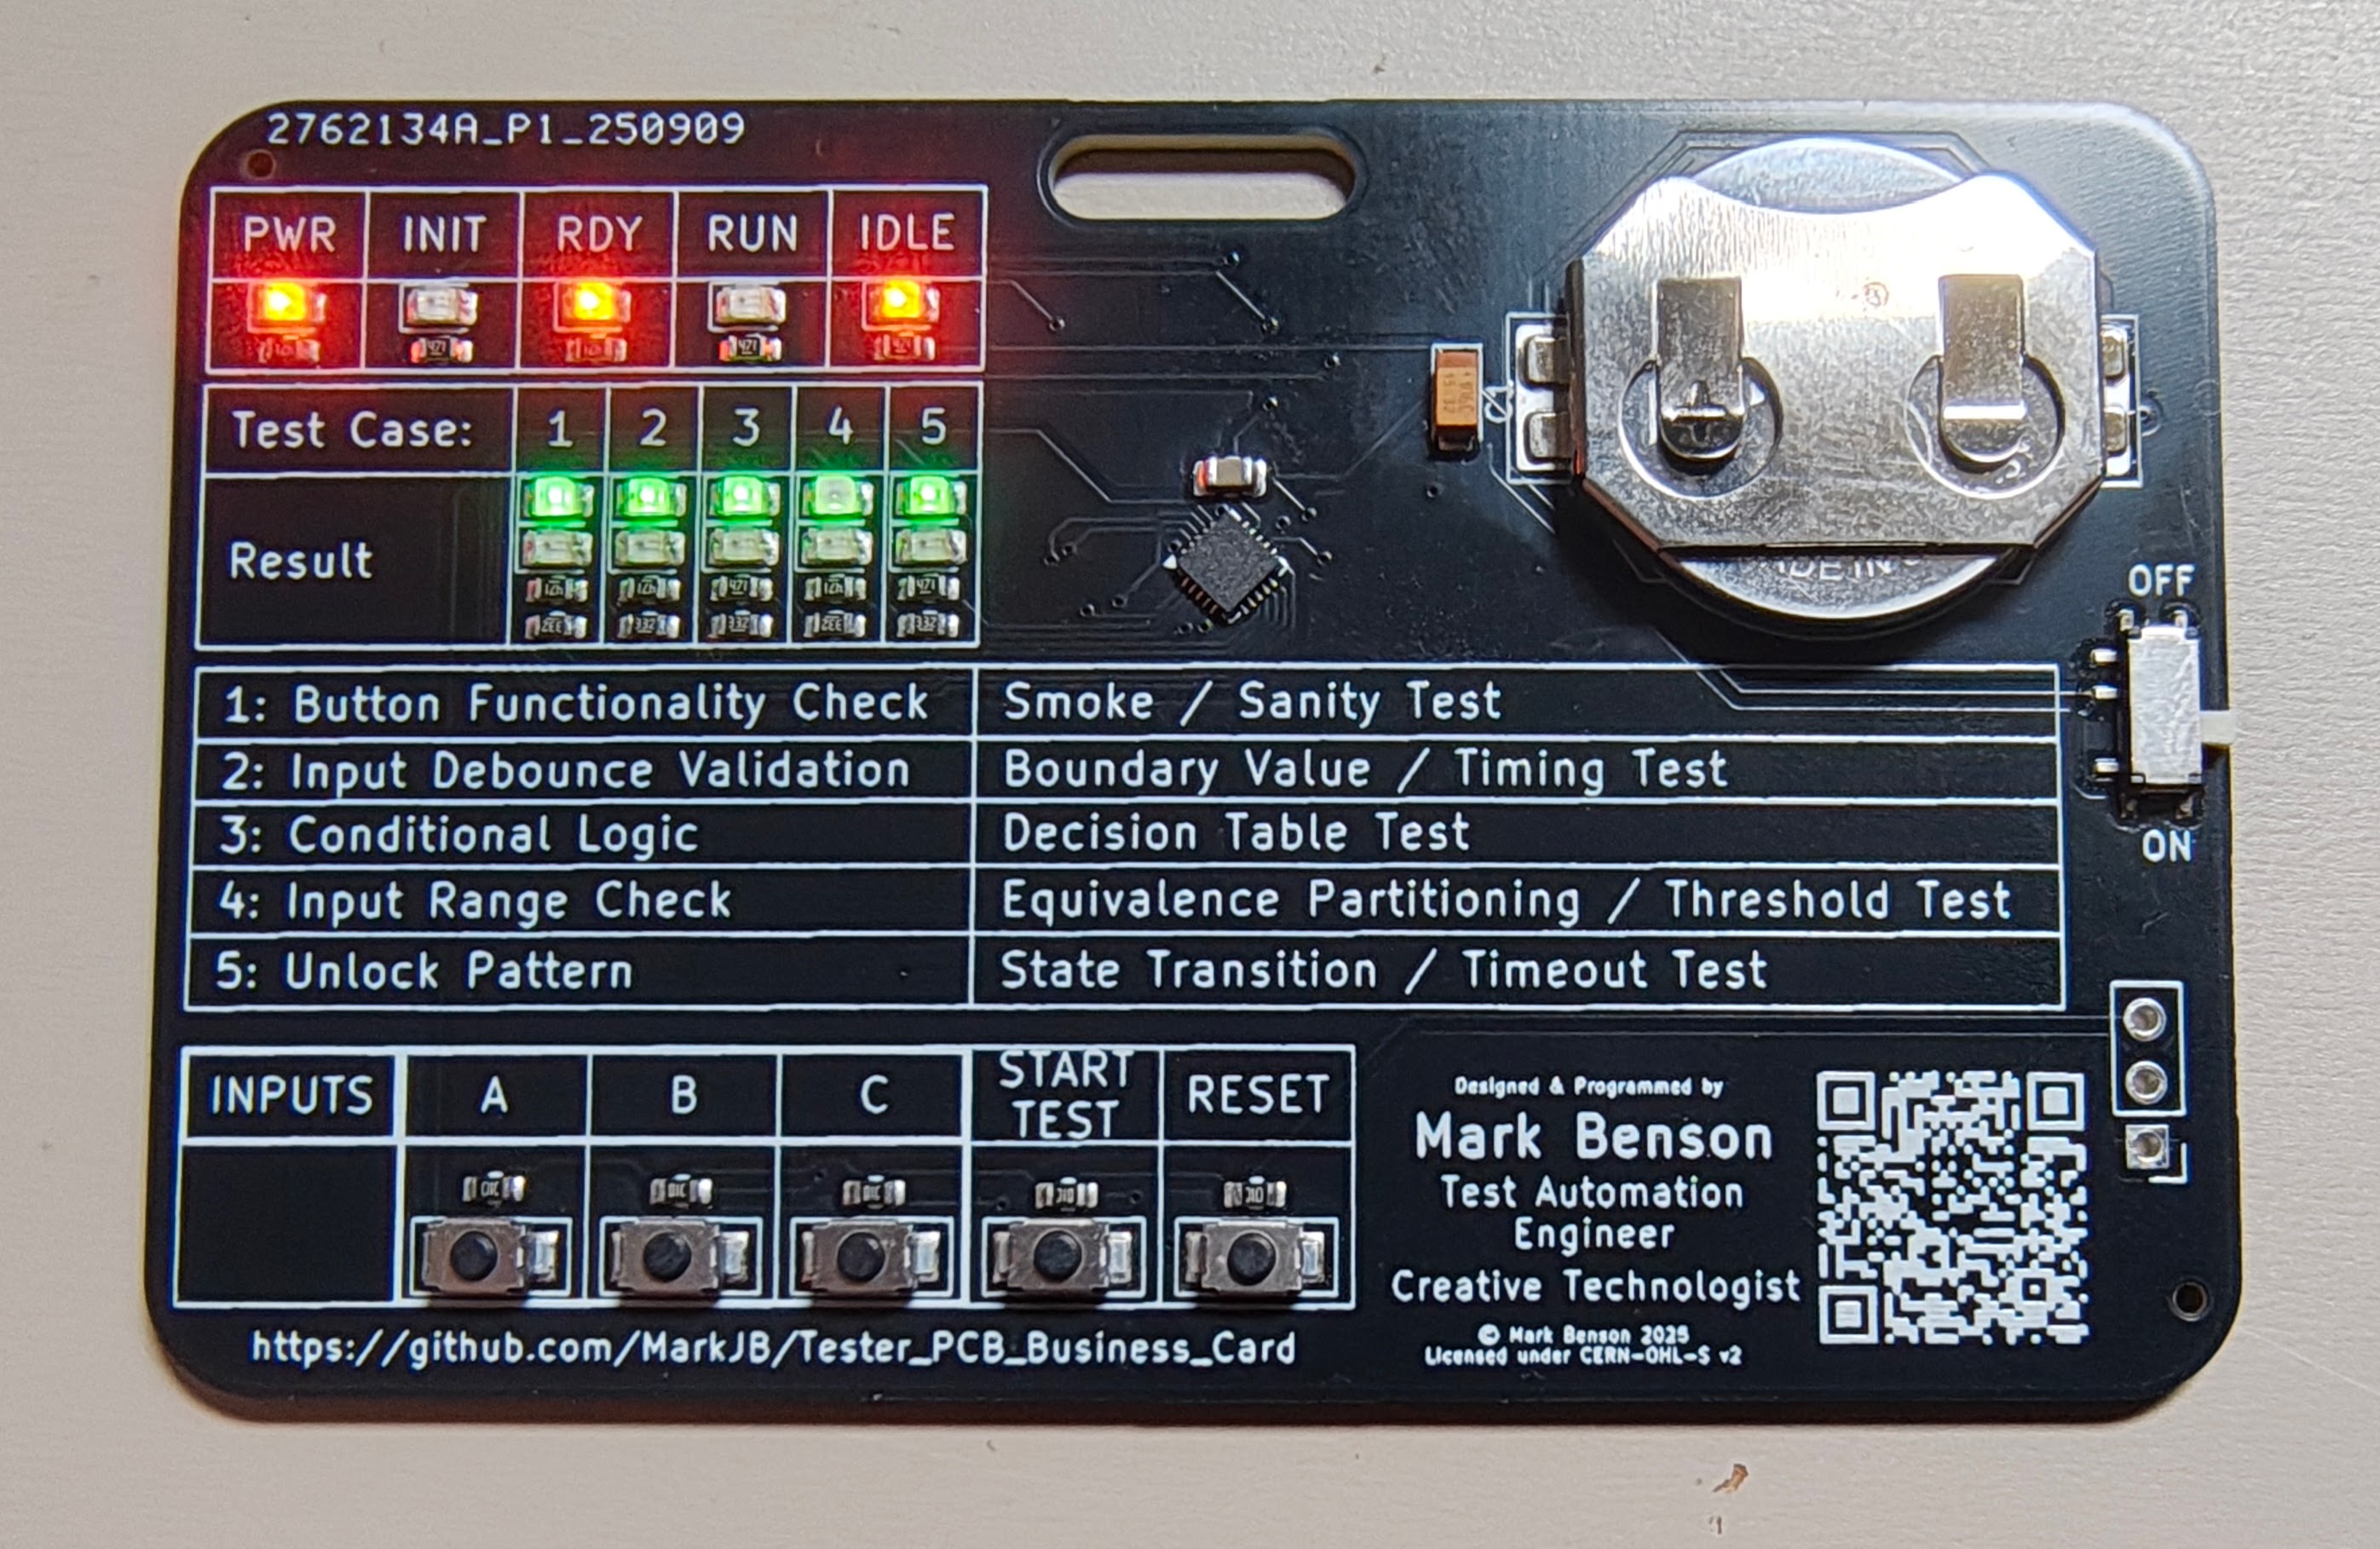 2762134A_P1_250909
PWR INIT RDY RUN IDLE
Test Case: 1 2 3 4 5
Result
1: Button Functionality Check Smoke / Sanity Test
2: Input Debounce Validation Boundary Value / Timing Test
3: Conditional Logic Decision Table Test
4: Input Range Check Equivalence Partitioning / Threshold Test
5: Unlock Pattern State Transition / Timeout Test
OFF
ON
INPUTS A B C START TEST RESET
Designed & Programmed by
Mark Benson
Test Automation
Engineer
Creative Technologist
© Mark Benson 2025
Licensed under CERN-OHL-S v2
https://github.com/MarkJB/Tester_PCB_Business_Card